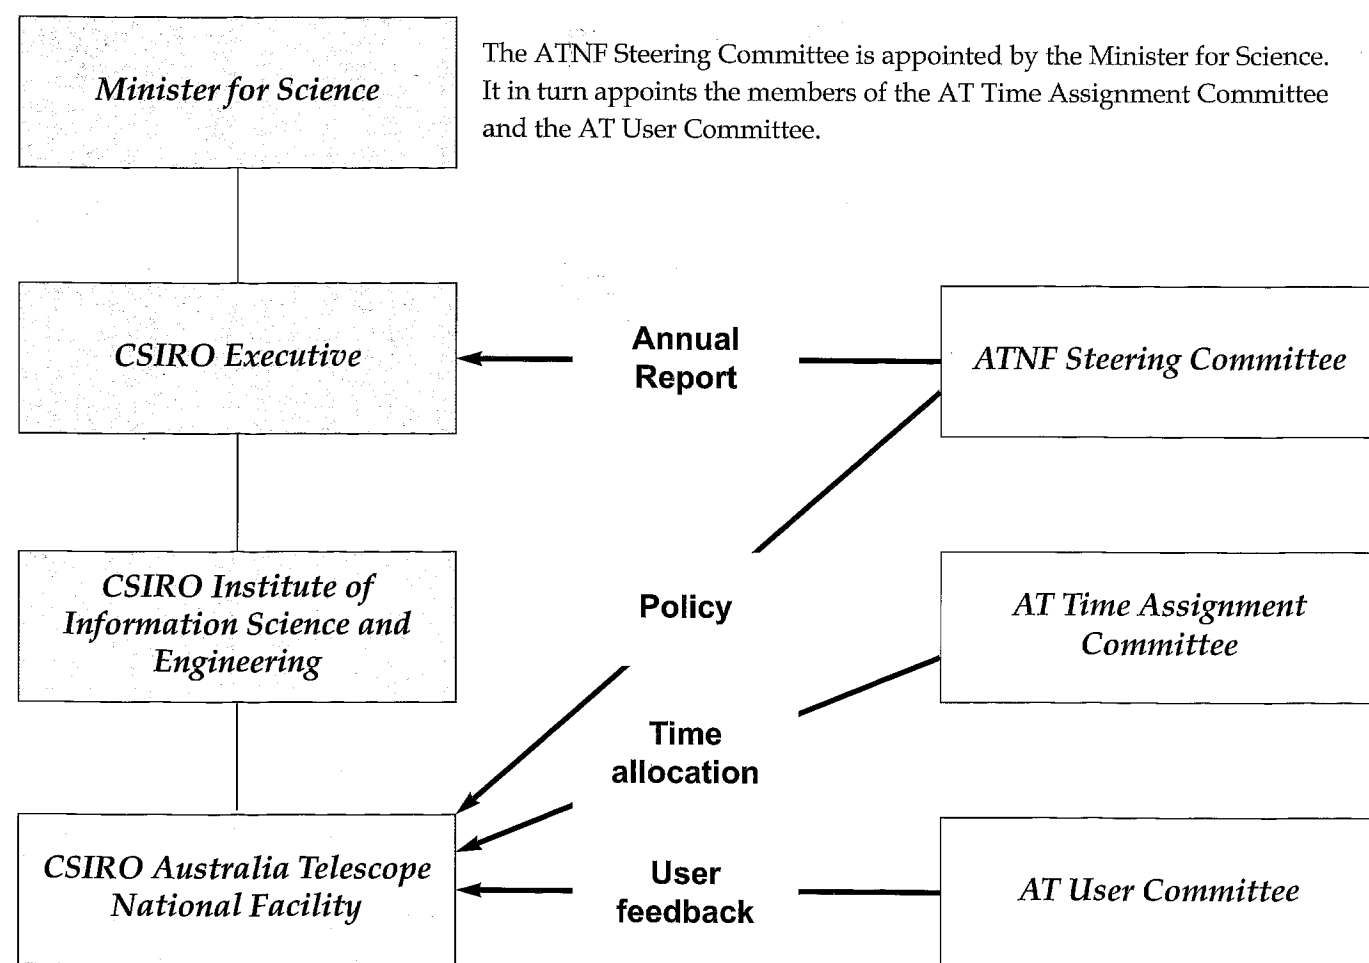 Minister for Science
The ATNF Steering Committee is appointed by the Minister for Science.
It in turn appoints the members of the AT Time Assignment Committee
and the AT User Committee.
CSIRO Executive
Annual
Report
ATNF Steering Committee
CSIRO Institute of
Information Science and
Engineering
Policy
AT Time Assignment
Committee
Time
allocation
CSIRO Australia Telescope
National Facility
User
feedback
AT User Committee